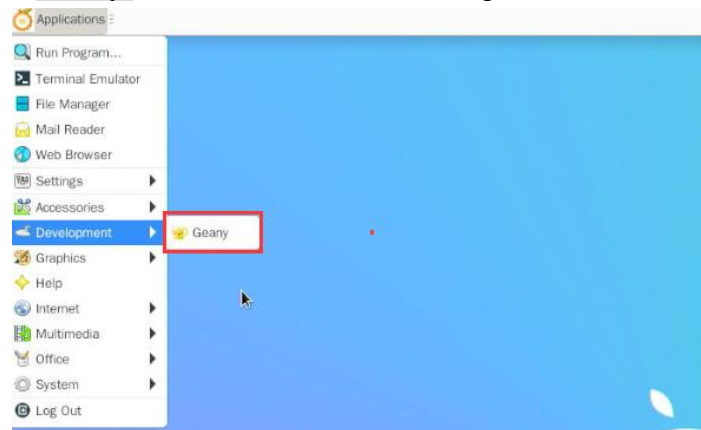 Applications
Run Program...
Terminal Emulator
File Manager
Mail Reader
Web Browser
Settings
Accessories
Development
Geany
Graphics
Help
Internet
Multimedia
Office
System
Log Out